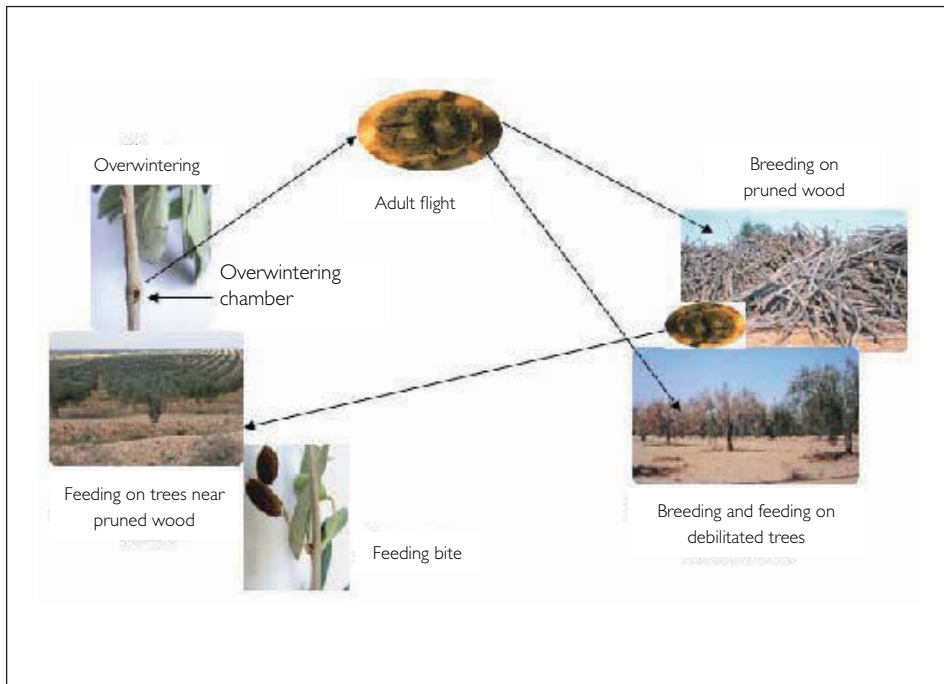 Overwintering
Adult flight
Breeding on
pruned wood
Overwintering
chamber
Feeding on trees near
pruned wood
Feeding bite
Breeding and feeding on
debilitated trees